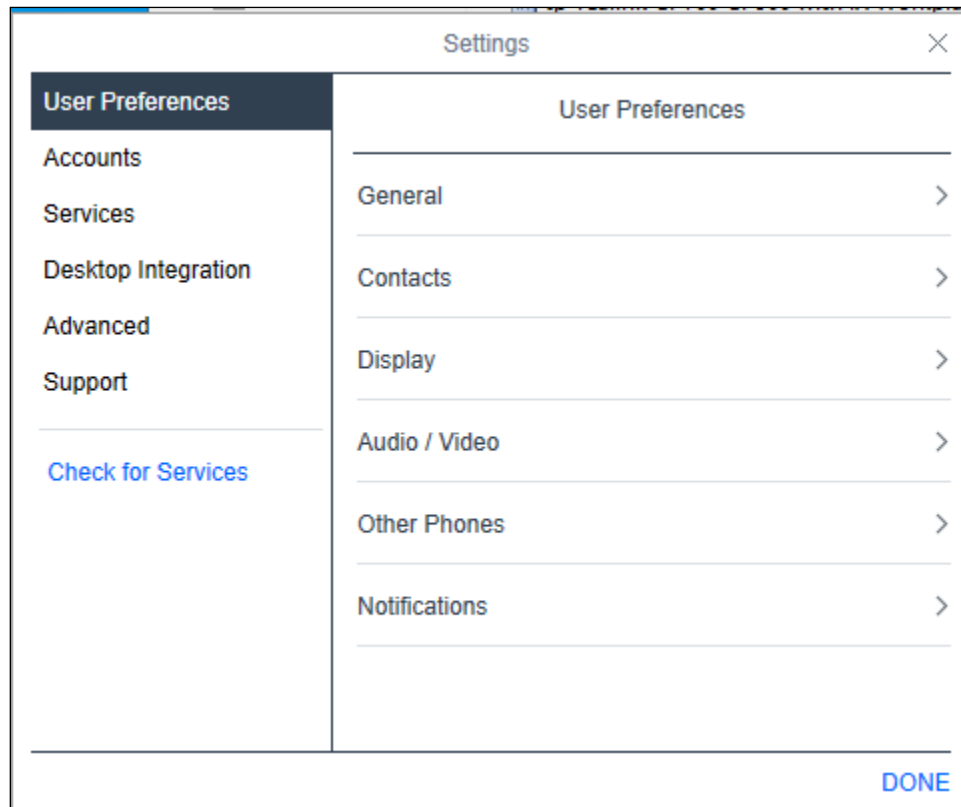 Settings
User Preferences
Accounts
Services
Desktop Integration
Advanced
Support
Check for Services
User Preferences
General
Contacts
Display
Audio / Video
Other Phones
Notifications
DONE